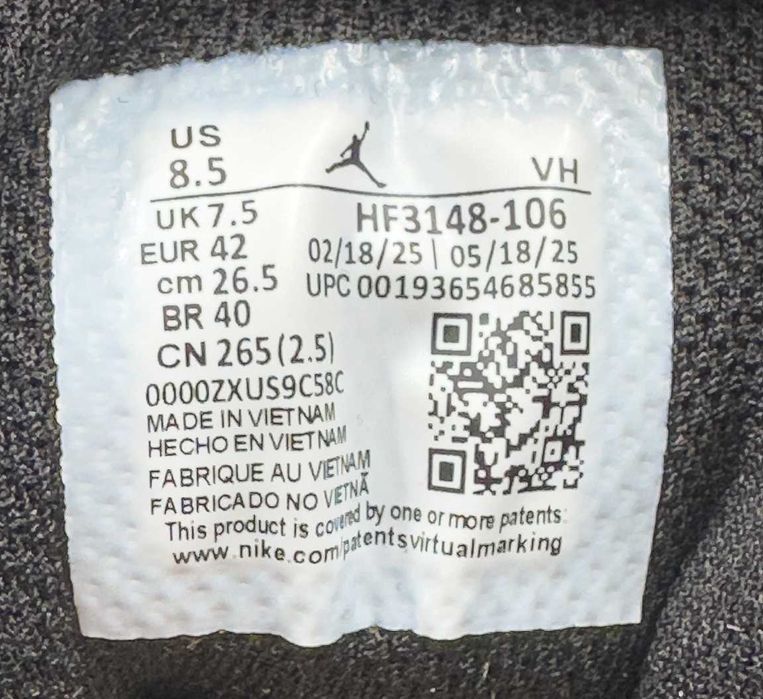 US
8.5
VH
UK 7.5
HF3148-106
EUR 42
02/18/25 | 05/18/25
cm 26.5
UPC 00193654685855
BR 40
CN 265 (2.5)
0000ZXUS9C58C
MADE IN VIETNAM
HECHO EN VIETNAM
FABRIQUE AU VIETNAM
FABRICADO NO VIETNÃ
This product is covered by one or more patents:
www.nike.com/patentsvirtualmarking